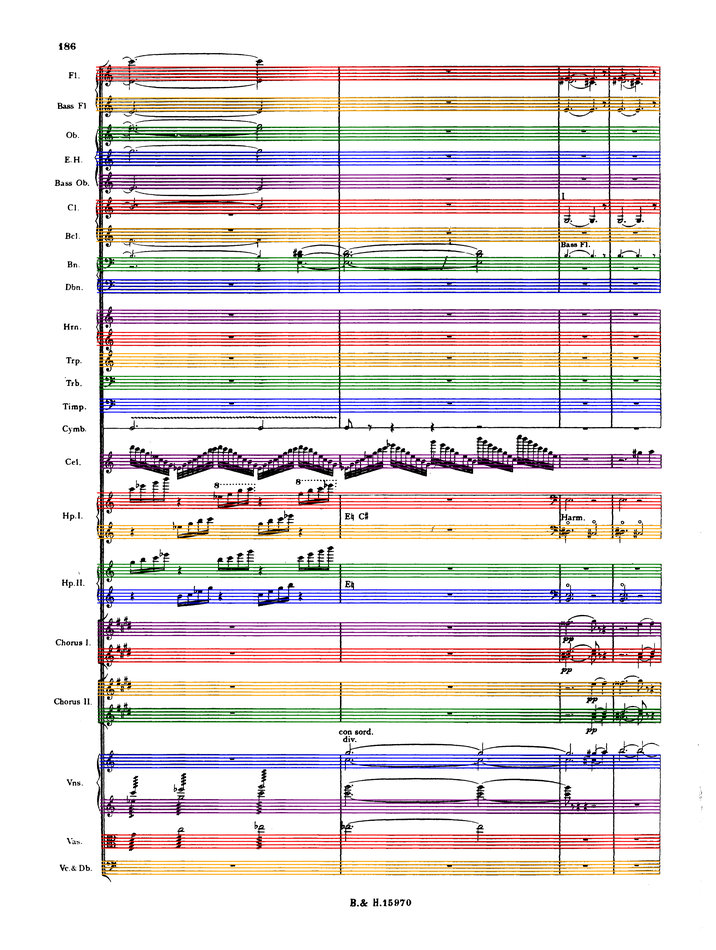 186
Fl.
Bass Fl
Ob.
E.H.
Bass Ob.
Cl.
I
Bcl.
Bass Fl.
Bn.
Dbn.
Hrn.
Trp.
Trb.
Timp.
Cymb.
Cel.
8
8
Hp.I.
E♮ C♯
Harm.
Hp.II.
E♮
Chorus I.
pp
pp
Chorus II.
pp
pp
con sord.
div.
Vns.
Vas.
Vc.& Db.
B.& H.15970